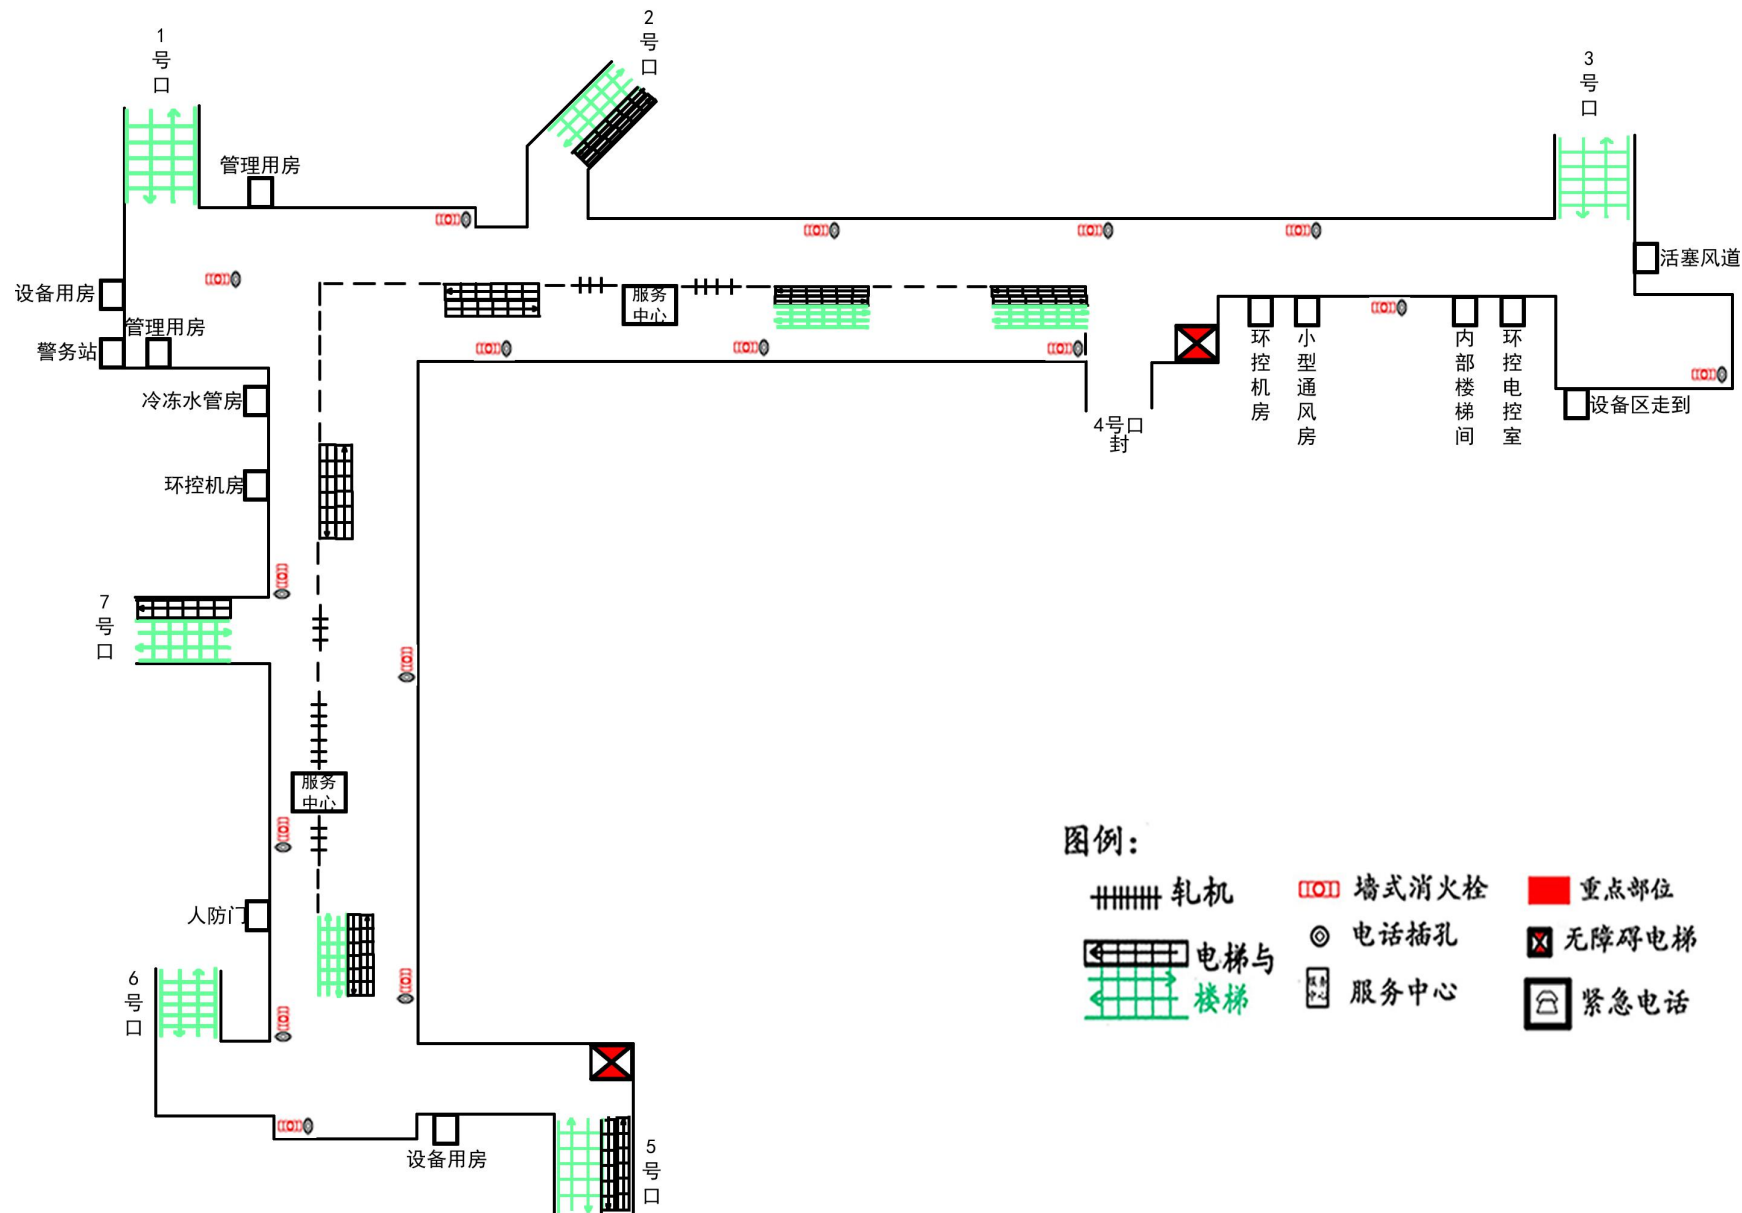 1号口
2号口
3号口
管理用房
设备用房
管理用房
警务站
服务
中心
活塞风道
冷冻水管房
环控机房
4号口
封
环控机房
小型通风房
内部楼梯间
环控电控室
设备区走到
7号口
服务
中心
人防门
6号口
设备用房
5号口
图例：
轧机
墙式消火栓
重点部位
电梯与
楼梯
电话插孔
无障碍电梯
服务
中心
服务中心
紧急电话